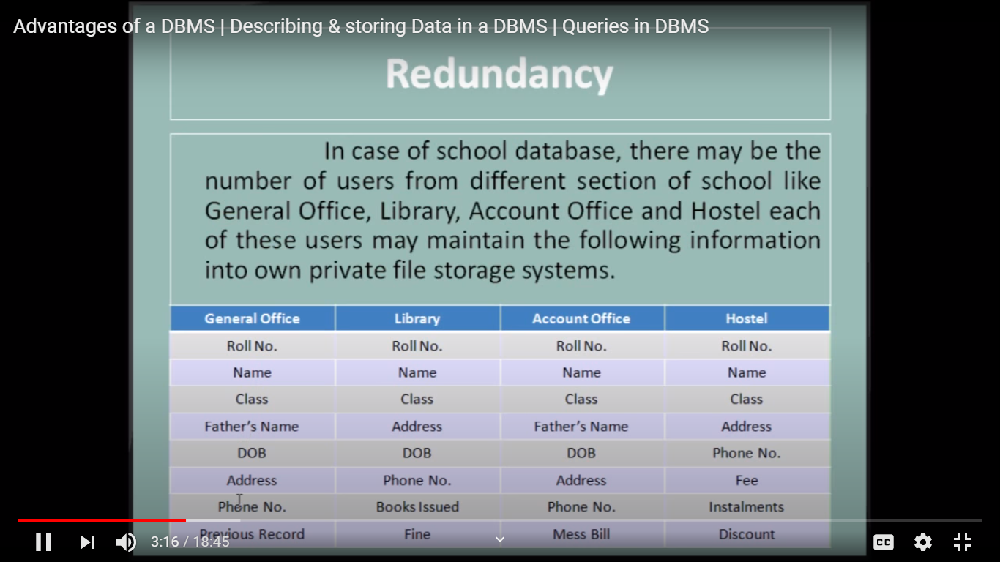 Advantages of a DBMS | Describing & storing Data in a DBMS | Queries in DBMS
Redundancy
In case of school database, there may be the
number of users from different section of school like
General Office, Library, Account Office and Hostel each
of these users may maintain the following information
into own private file storage systems.
General Office Library Account Office Hostel
Roll No. Roll No. Roll No. Roll No.
Name Name Name Name
Class Class Class Class
Father's Name Address Father's Name Address
DOB DOB DOB Phone No.
Address Phone No. Address Fee
Phone No. Books Issued Phone No. Instalments
Previous Record Fine Mess Bill Discount
3:16 / 18:45
CC